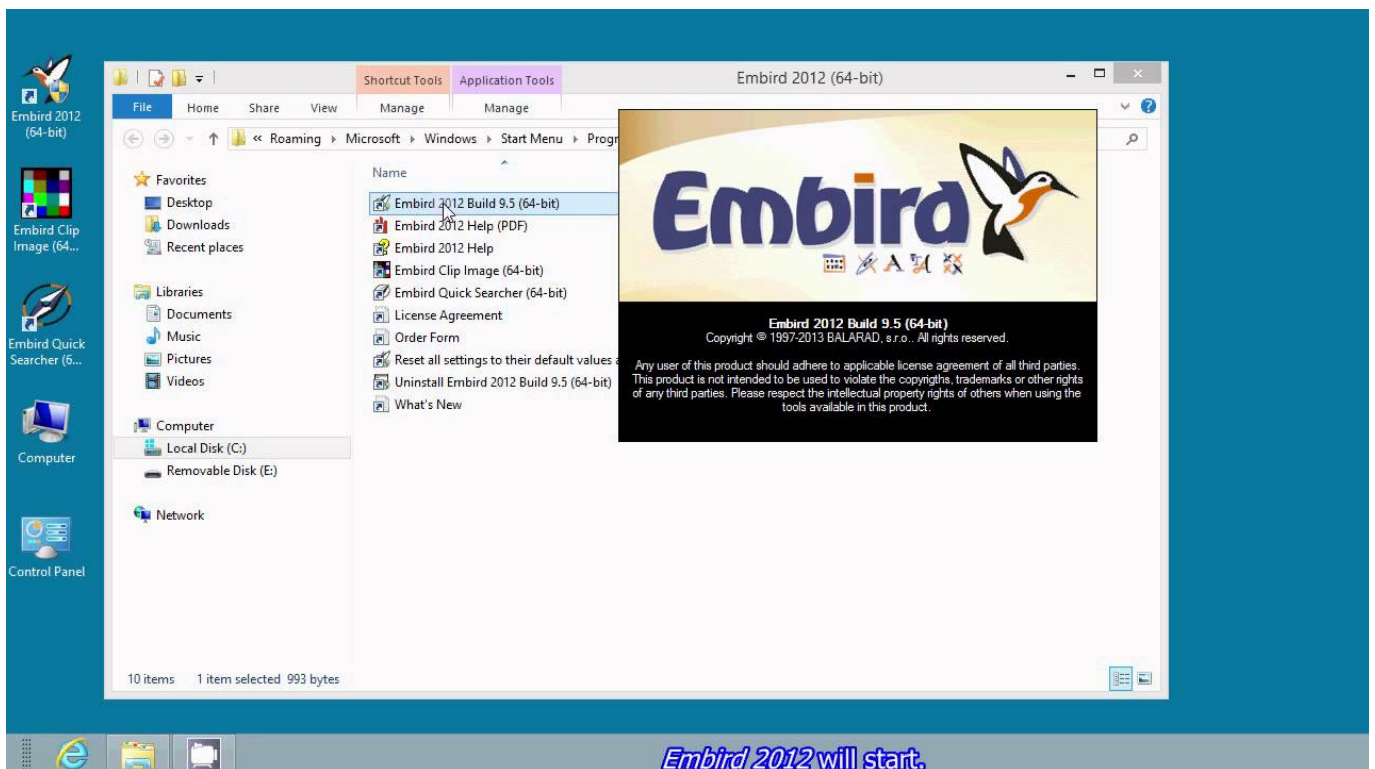 Embird 2012
(64-bit)
Embird Clip
Image (64...
Embird Quick
Searcher (6...
Computer
Control Panel
Shortcut Tools
Application Tools
Embird 2012 (64-bit)
File
Home
Share
View
Manage
Manage
« Roaming
Microsoft
Windows
Start Menu
Progr
Favorites
Desktop
Downloads
Recent places
Libraries
Documents
Music
Pictures
Videos
Computer
Local Disk (C:)
Removable Disk (E:)
Network
Name
Embird 2012 Build 9.5 (64-bit)
Embird 2012 Help (PDF)
Embird 2012 Help
Embird Clip Image (64-bit)
Embird Quick Searcher (64-bit)
License Agreement
Order Form
Reset all settings to their default values
Uninstall Embird 2012 Build 9.5 (64-bit)
What's New
Embird
Embird 2012 Build 9.5 (64-bit)
Copyright © 1997-2013 BALARAD, s.r.o.. All rights reserved.
Any user of this product should adhere to applicable license agreement of all third parties.
This product is not intended to be used to violate the copyrigths, trademarks or other rights
of any third parties. Please respect the intellectual property rights of others when using the
tools available in this product.
10 items 1 item selected 993 bytes
Embird 2012 will start.